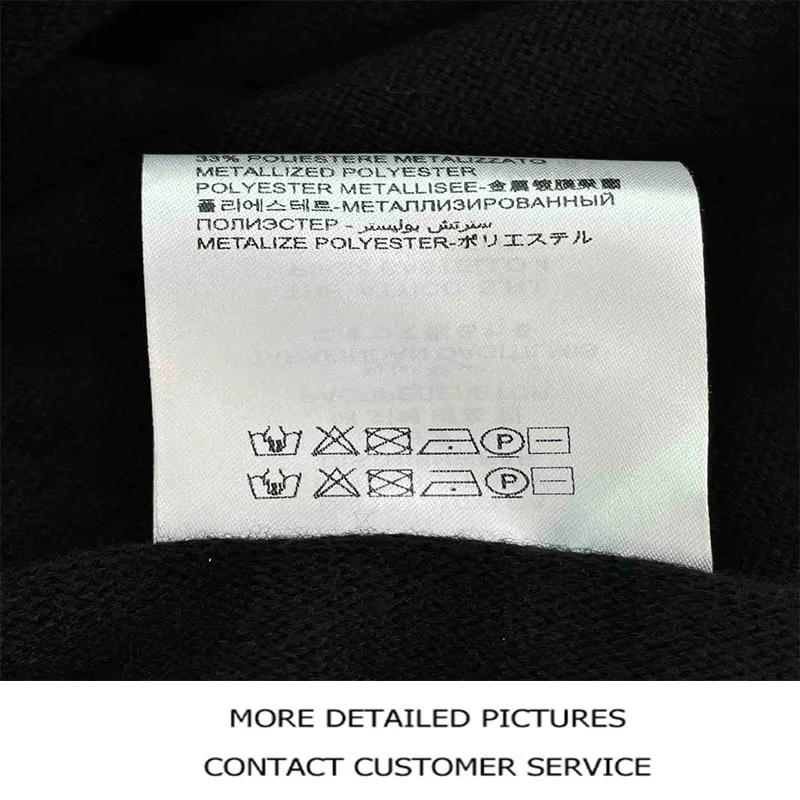 33% POLIESTERE METALIZZATO
METALLIZED POLYESTER
POLYESTER METALLISEE-金属镀膜聚酯
폴리에스테르-МЕТАЛЛИЗИРОВАННЫЙ
ПОЛИЭСТЕР - سترتش بوليستر
METALIZE POLYESTER-ポリエステル
P
P
MORE DETAILED PICTURES
CONTACT CUSTOMER SERVICE